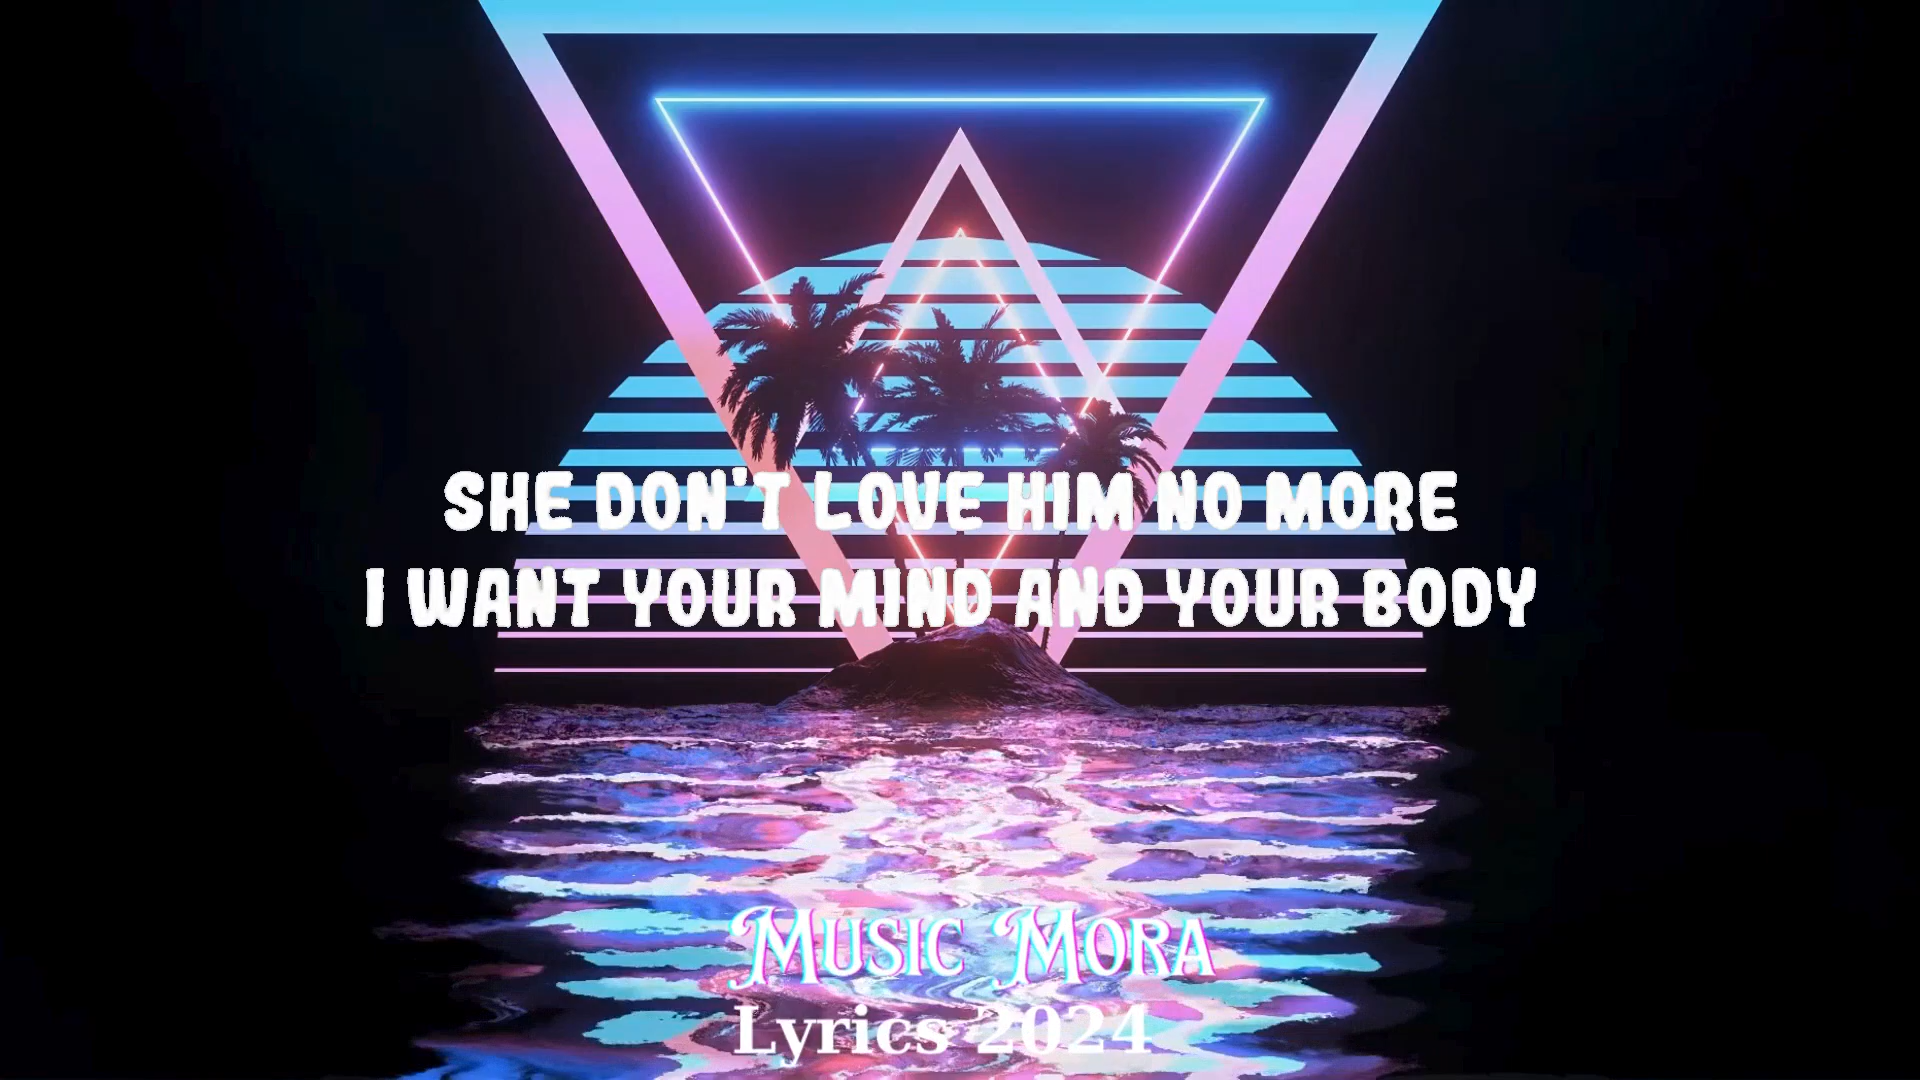 SHE DON'T LOVE HIM NO MORE
I WANT YOUR MIND AND YOUR BODY
MUSIC MORA
Lyrics 2024